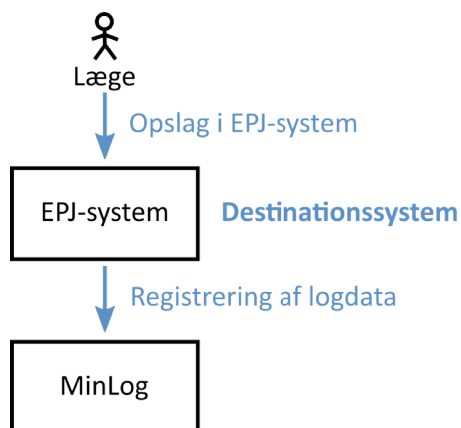 Læge
Opslag i EPJ-system
EPJ-system
Destinationssystem
Registrering af logdata
MinLog